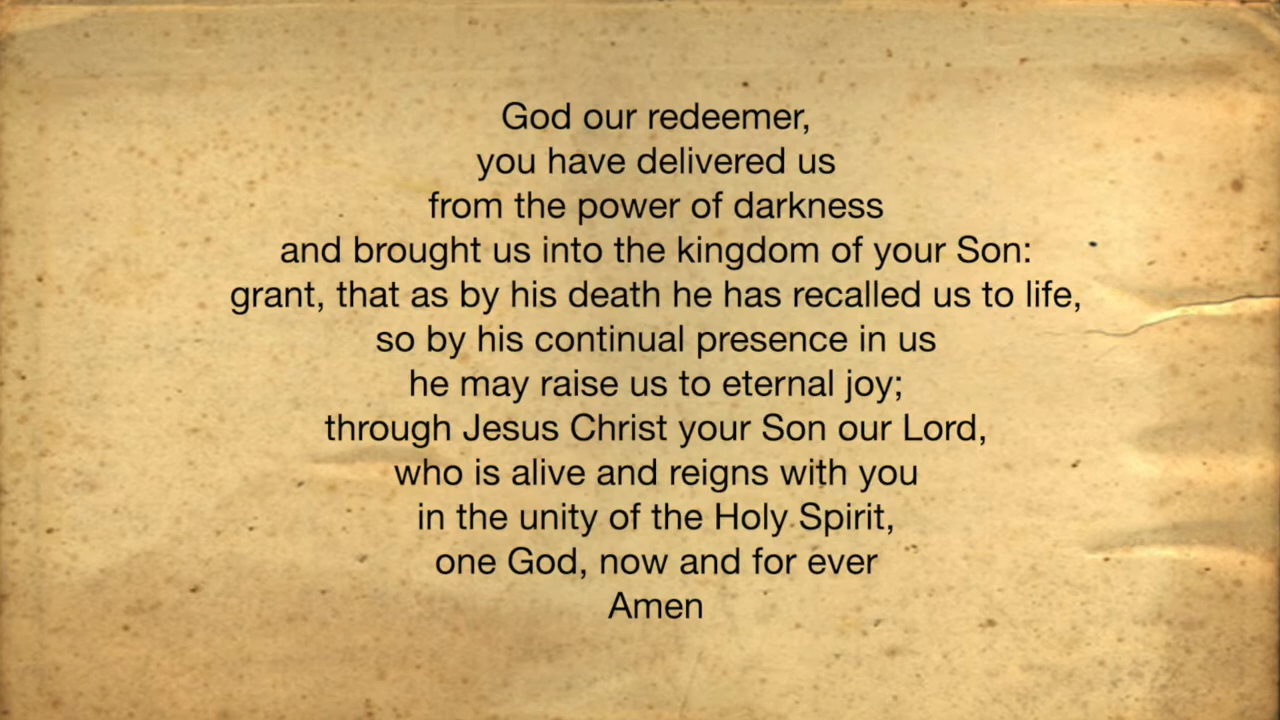 God our redeemer,
you have delivered us
from the power of darkness
and brought us into the kingdom of your Son:
grant, that as by his death he has recalled us to life,
so by his continual presence in us
he may raise us to eternal joy;
through Jesus Christ your Son our Lord,
who is alive and reigns with you
in the unity of the Holy Spirit,
one God, now and for ever
Amen